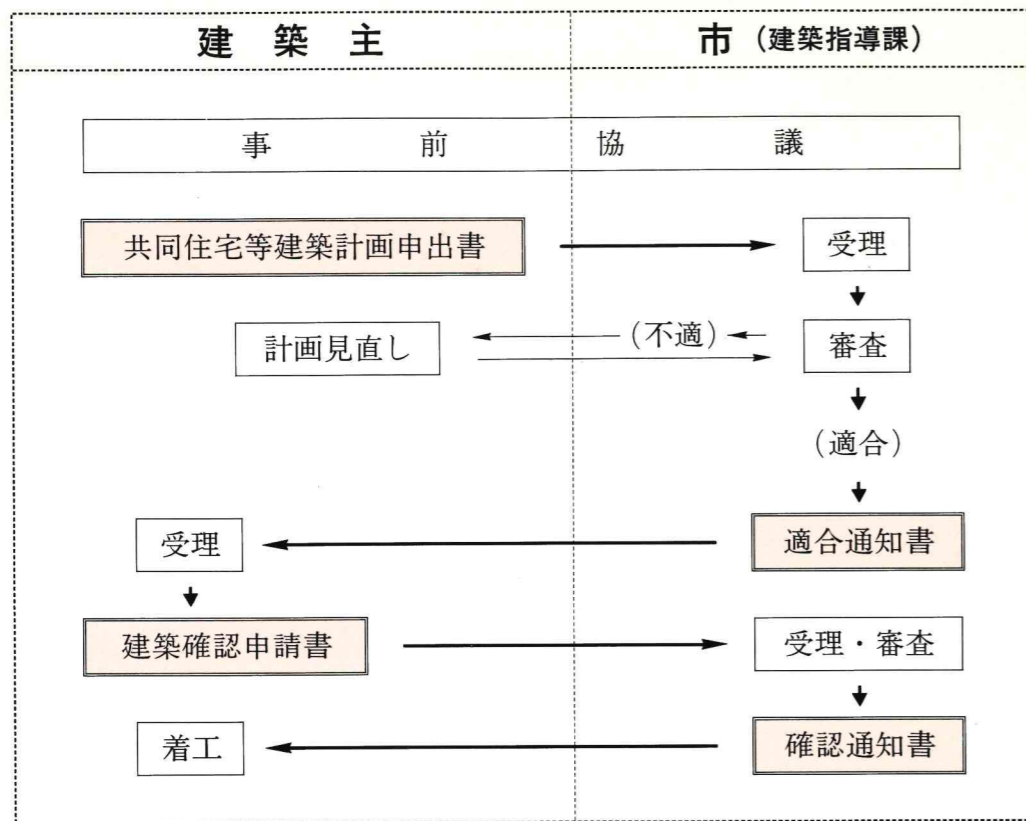 建築主
市（建築指導課）
事前協議
共同住宅等建築計画申出書
受理
計画見直し
（不適）
審査
（適合）
受理
適合通知書
建築確認申請書
受理・審査
着工
確認通知書